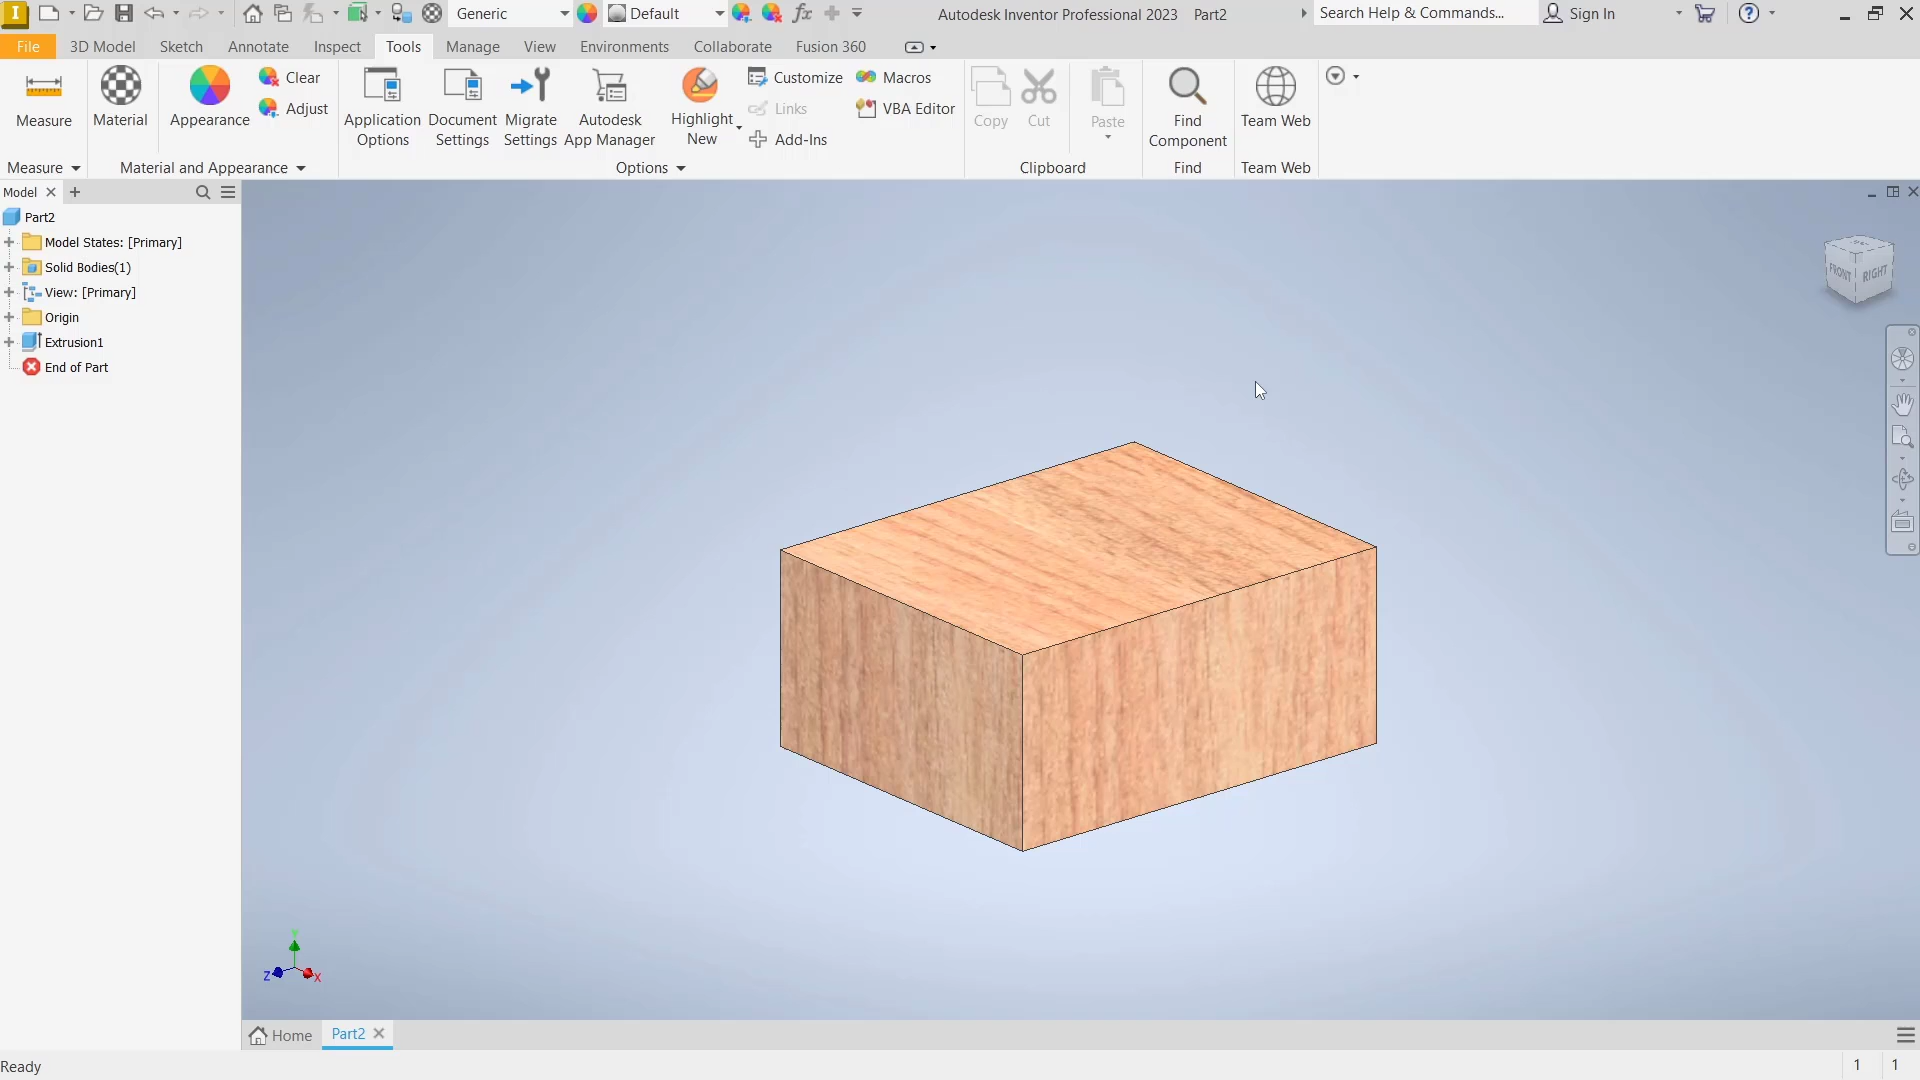 Generic
Default
Autodesk Inventor Professional 2023 Part2
Search Help & Commands...
Sign In
File
3D Model
Sketch
Annotate
Inspect
Tools
Manage
View
Environments
Collaborate
Fusion 360
Measure
Material
Appearance
Clear
Adjust
Application
Options
Document
Settings
Migrate
Settings
Autodesk
App Manager
Highlight
New
Customize
Links
Add-Ins
Macros
VBA Editor
Copy
Cut
Paste
Find
Component
Team Web
Measure
Material and Appearance
Options
Clipboard
Find
Team Web
Model
Part2
Model States: [Primary]
Solid Bodies(1)
View: [Primary]
Origin
Extrusion1
End of Part
FRONT
RIGHT
Y
Z
X
Home
Part2
Ready
1
1